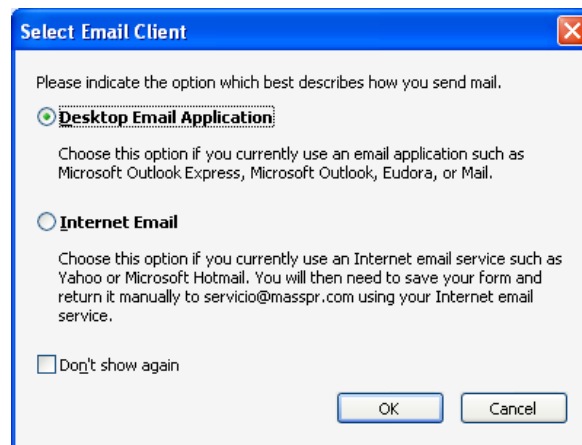 Select Email Client
Please indicate the option which best describes how you send mail.
Desktop Email Application
Choose this option if you currently use an email application such as
Microsoft Outlook Express, Microsoft Outlook, Eudora, or Mail.
Internet Email
Choose this option if you currently use an Internet email service such as
Yahoo or Microsoft Hotmail. You will then need to save your form and
return it manually to servicio@masspr.com using your Internet email
service.
Don't show again
OK Cancel